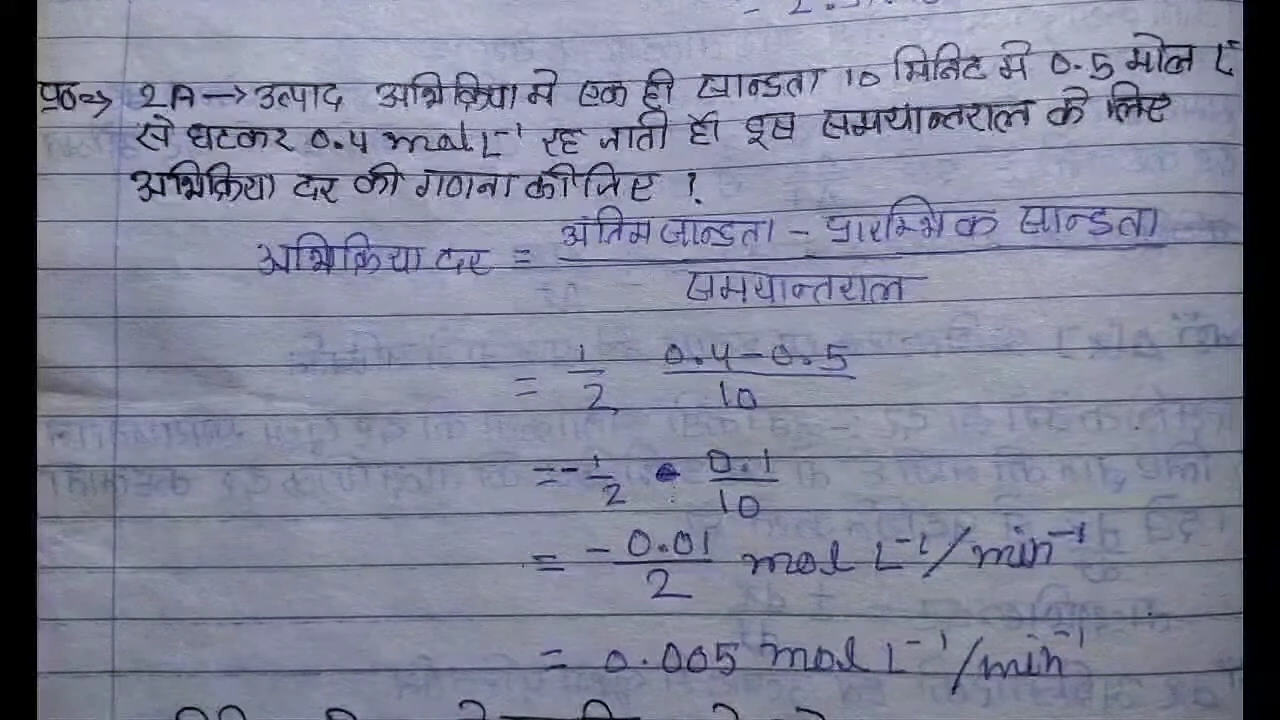 प्र०⇒ 2A → उत्पाद अभिक्रिया मे एक ही सान्द्रता 10 मिनिट मे 0.5 मोल L
से घटकर 0.4 mol L⁻¹ रह जाती है। इस समयान्तराल के लिए
अभिक्रिया दर की गणना कीजिए ?
अभिक्रिया दर = अंतिम सान्द्रता - प्रारम्भिक सान्द्रता
समयान्तराल
= 1/2 0.4 - 0.5 / 10
= - 1/2 • 0.1 / 10
= - 0.01 / 2 mol L⁻¹/min⁻¹
= 0.005 mol L⁻¹/min⁻¹